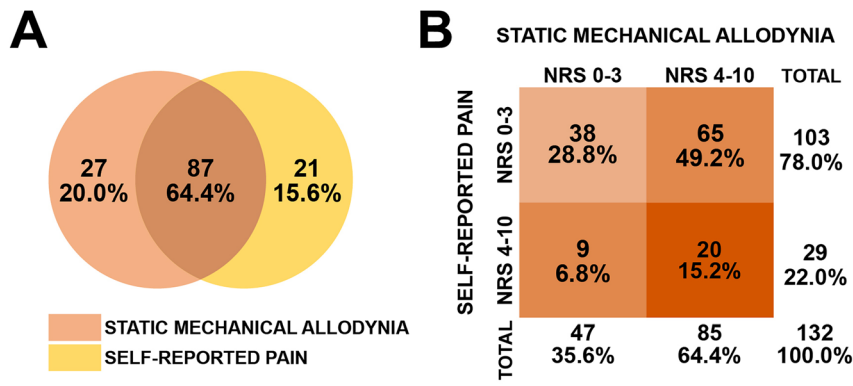 A
27
20.0%
87
64.4%
21
15.6%
STATIC MECHANICAL ALLODYNIA
SELF-REPORTED PAIN
B
STATIC MECHANICAL ALLODYNIA
NRS 0-3 NRS 4-10 TOTAL
SELF-REPORTED PAIN
NRS 0-3
38 65 103
28.8% 49.2% 78.0%
NRS 4-10
9 20 29
6.8% 15.2% 22.0%
TOTAL
47 85 132
35.6% 64.4% 100.0%